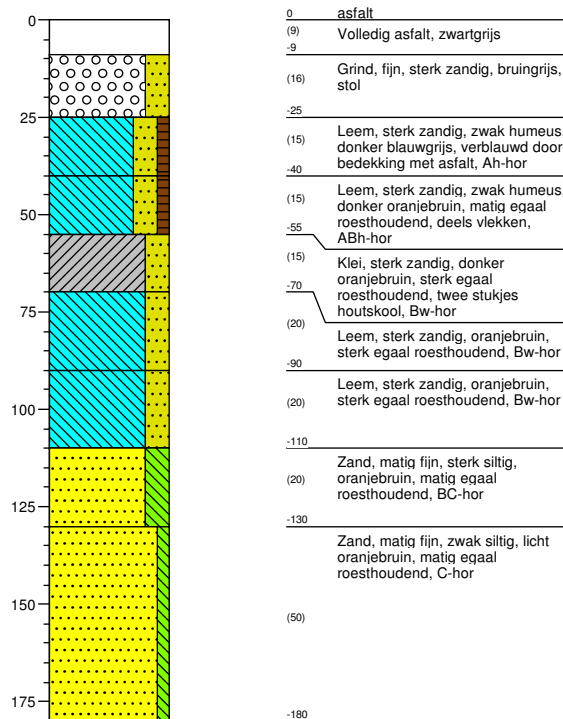 0
25
50
75
100
125
150
175
0 asfalt
(9) Volledig asfalt, zwartgrijs
-9
(16) Grind, fijn, sterk zandig, bruingrijs,
stol
-25
(15) Leem, sterk zandig, zwak humeus,
donker blauwgrijs, verblauwd door
bedekking met asfalt, Ah-hor
-40
(15) Leem, sterk zandig, zwak humeus,
donker oranjebruin, matig egaal
roesthoudend, deels vlekken,
-55
ABh-hor
(15) Klei, sterk zandig, donker
oranjebruin, sterk egaal
-70
roesthoudend, twee stukjes
houtskool, Bw-hor
(20) Leem, sterk zandig, oranjebruin,
sterk egaal roesthoudend, Bw-hor
-90
Leem, sterk zandig, oranjebruin,
(20) sterk egaal roesthoudend, Bw-hor
-110
Zand, matig fijn, sterk siltig,
(20) oranjebruin, matig egaal
roesthoudend, BC-hor
-130
Zand, matig fijn, zwak siltig, licht
oranjebruin, matig egaal
roesthoudend, C-hor
(50)
-180